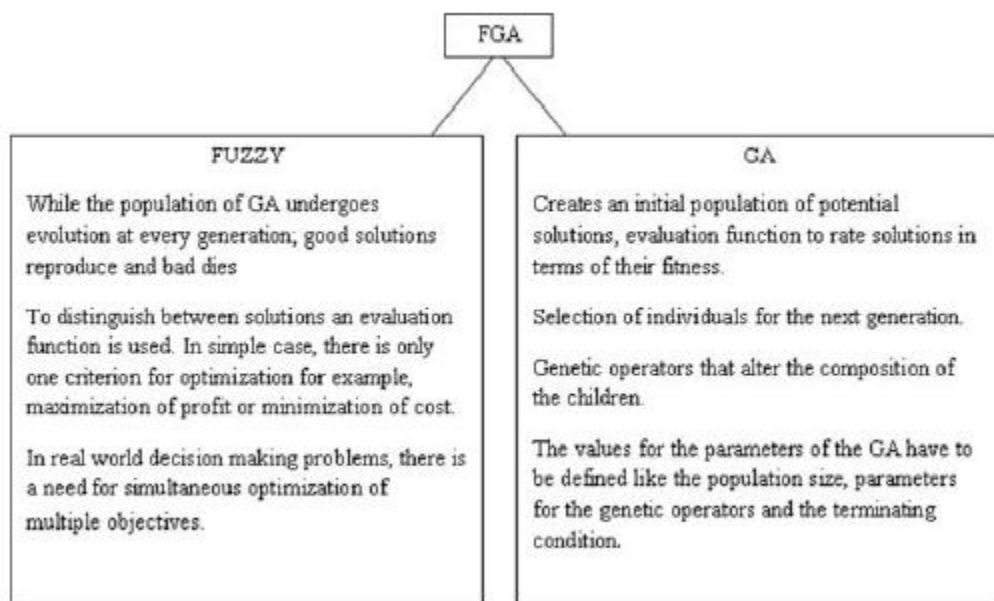 FGA
FUZZY
While the population of GA undergoes
evolution at every generation; good solutions
reproduce and bad dies
To distinguish between solutions an evaluation
function is used. In simple case, there is only
one criterion for optimization for example,
maximization of profit or minimization of cost.
In real world decision making problems, there is
a need for simultaneous optimization of
multiple objectives.
GA
Creates an initial population of potential
solutions, evaluation function to rate solutions in
terms of their fitness.
Selection of individuals for the next generation.
Genetic operators that alter the composition of
the children.
The values for the parameters of the GA have to
be defined like the population size, parameters
for the genetic operators and the terminating
condition.